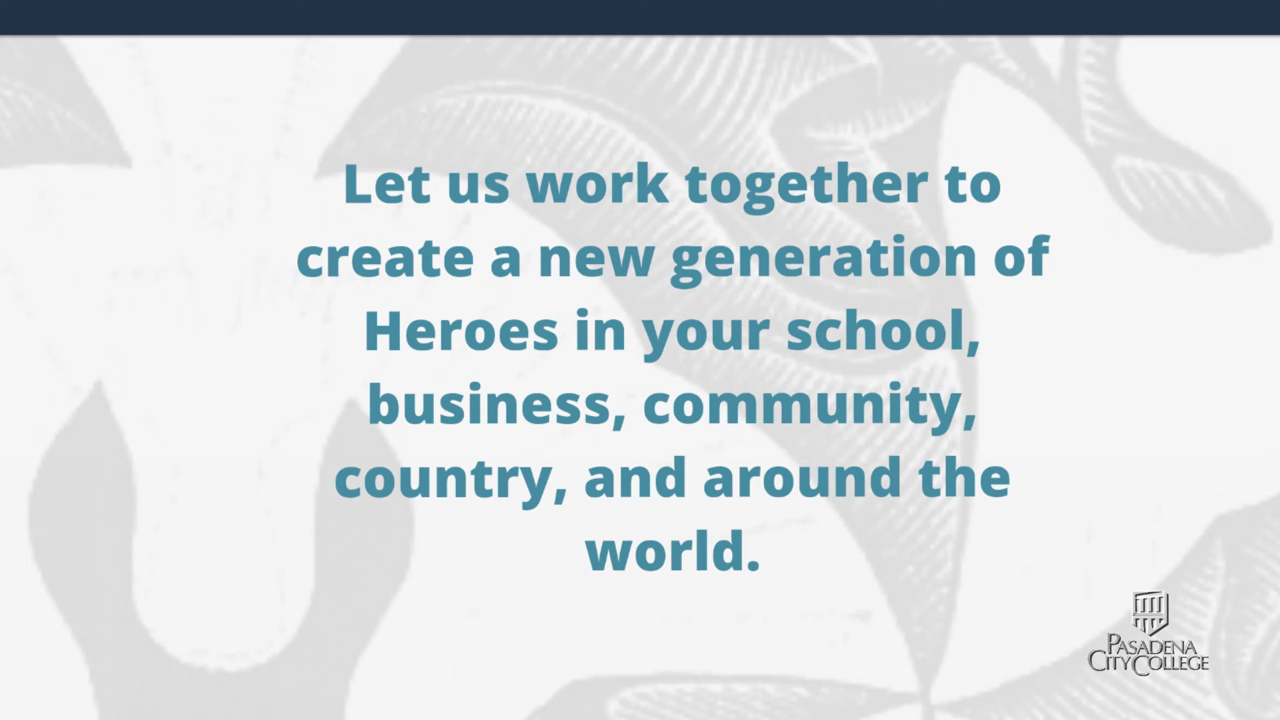 Let us work together to
create a new generation of
Heroes in your school,
business, community,
country, and around the
world.
PASADENA
CITY COLLEGE